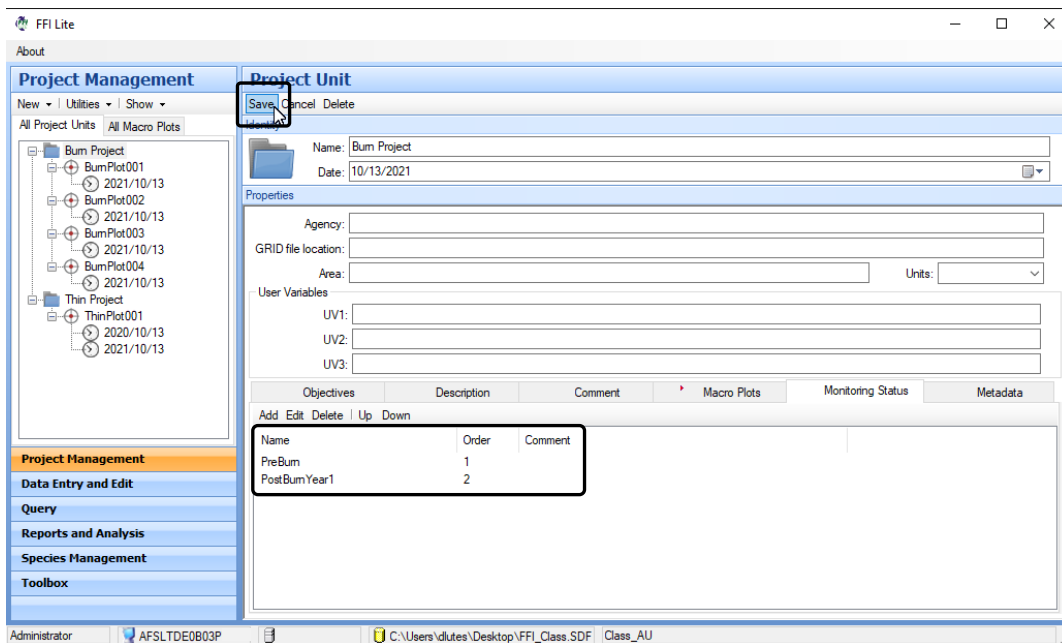 FFI Lite
About
Project Management
New | Utilities | Show
All Project Units All Macro Plots
Burn Project
BurnPlot001
2021/10/13
BurnPlot002
2021/10/13
BurnPlot003
2021/10/13
BurnPlot004
2021/10/13
Thin Project
ThinPlot001
2020/10/13
2021/10/13
Project Management
Data Entry and Edit
Query
Reports and Analysis
Species Management
Toolbox
Project Unit
Save Cancel Delete
Identity
Name: Burn Project
Date: 10/13/2021
Properties
Agency:
GRID file location:
Area: Units:
User Variables
UV1:
UV2:
UV3:
Objectives Description Comment Macro Plots Monitoring Status Metadata
Add Edit Delete | Up Down
Name Order Comment
PreBurn 1
PostBurnYear1 2
Administrator AFSLTDE0B03P C:\Users\dlutes\Desktop\FFI_Class.SDF Class_AU